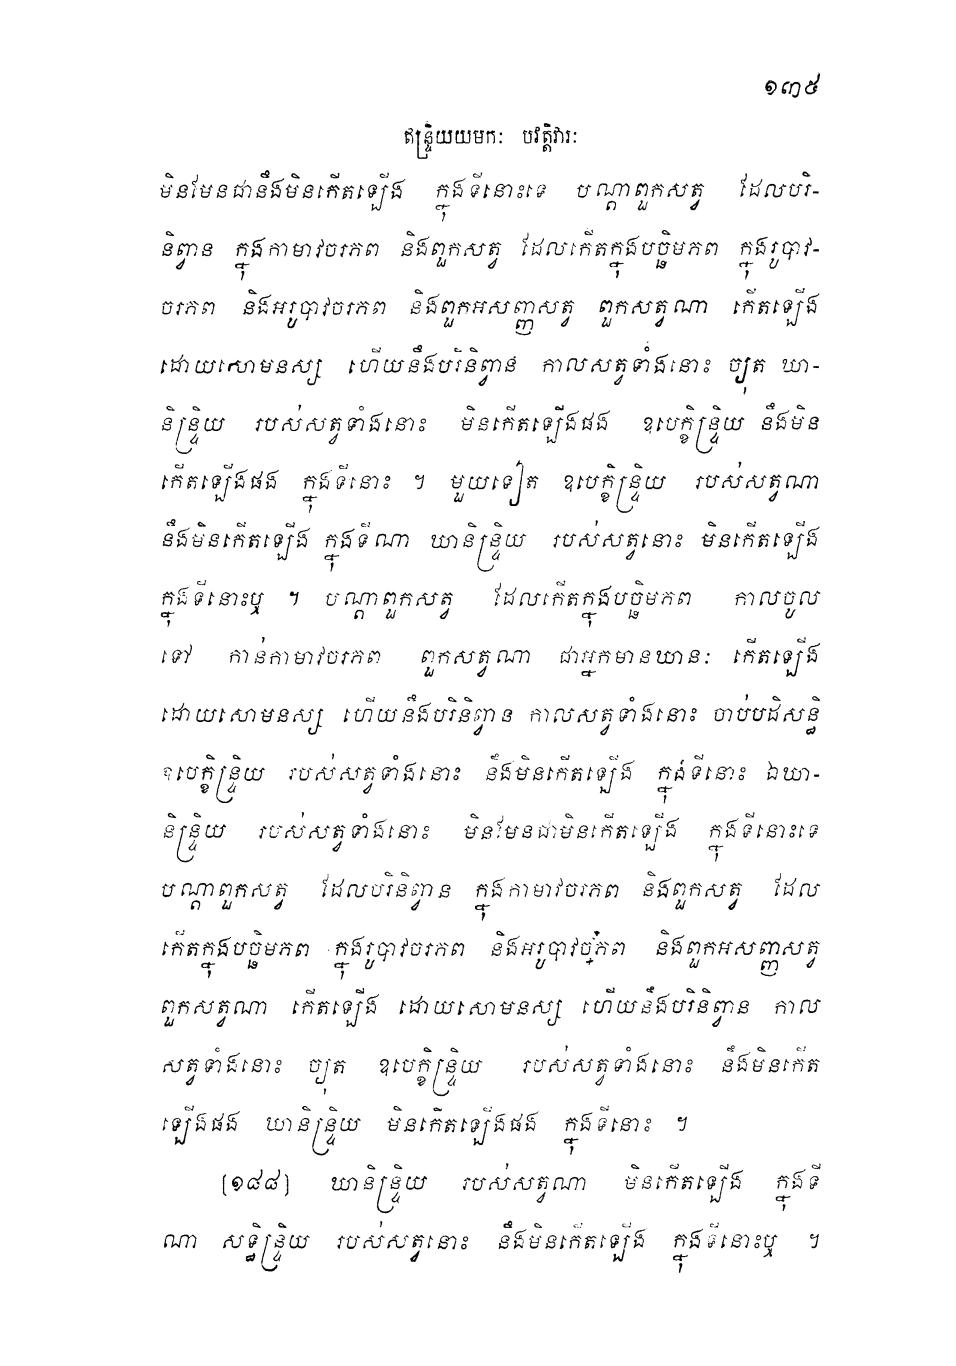 ១៣៥
ឥន្ទ្រិយយមកៈ បវត្តិវារៈ
មិនមែនជានឹងមិនកើតឡើង ក្នុងទីនោះទេ បណ្តាពួកសត្វ ដែលបរិ-
និព្វាន ក្នុងកាមាវចរភព និងពួកសត្វ ដែលកើតក្នុងបច្ឆិមភព ក្នុងរូបាវ-
ចរភព និងអរូបាវចរភព និងពួកអសញ្ញសត្វ ពួកសត្វណា កើតឡើង
ដោយសោមនស្ស ហើយនឹងបរិនិព្វាន កាលសត្វទាំងនោះ ច្យុត ឃា-
និន្ទ្រិយ របស់សត្វទាំងនោះ មិនកើតឡើងផង ឧបេក្ខិន្ទ្រិយ នឹងមិន
កើតឡើងផង ក្នុងទីនោះ ។ មួយទៀត ឧបេក្ខិន្ទ្រិយ របស់សត្វណា
នឹងមិនកើតឡើង ក្នុងទីណា ឃានិន្ទ្រិយ របស់សត្វនោះ មិនកើតឡើង
ក្នុងទីនោះឬ ។ បណ្តាពួកសត្វ ដែលកើតក្នុងបច្ឆិមភព កាលចូល
ទៅ កាន់កាមាវចរភព ពួកសត្វណា ជាអ្នកមានឃានៈ កើតឡើង
ដោយសោមនស្ស ហើយនឹងបរិនិព្វាន កាលសត្វទាំងនោះ ចាប់បដិសន្ធិ
ឧបេក្ខិន្ទ្រិយ របស់សត្វទាំងនោះ នឹងមិនកើតឡើង ក្នុងទីនោះ ឯឃា-
និន្ទ្រិយ របស់សត្វទាំងនោះ មិនមែនជាមិនកើតឡើង ក្នុងទីនោះទេ
បណ្តាពួកសត្វ ដែលបរិនិព្វាន ក្នុងកាមាវចរភព និងពួកសត្វ ដែល
កើតក្នុងបច្ឆិមភព ក្នុងរូបាវចរភព និងអរូបាវចរភព និងពួកអសញ្ញសត្វ
ពួកសត្វណា កើតឡើង ដោយសោមនស្ស ហើយនឹងបរិនិព្វាន កាល
សត្វទាំងនោះ ច្យុត ឧបេក្ខិន្ទ្រិយ របស់សត្វទាំងនោះ នឹងមិនកើត
ឡើងផង ឃានិន្ទ្រិយ មិនកើតឡើងផង ក្នុងទីនោះ ។
[១៨៨] ឃានិន្ទ្រិយ របស់សត្វណា មិនកើតឡើង ក្នុងទី
ណា សទ្ធិន្ទ្រិយ របស់សត្វនោះ នឹងមិនកើតឡើង ក្នុងទីនោះឬ ។